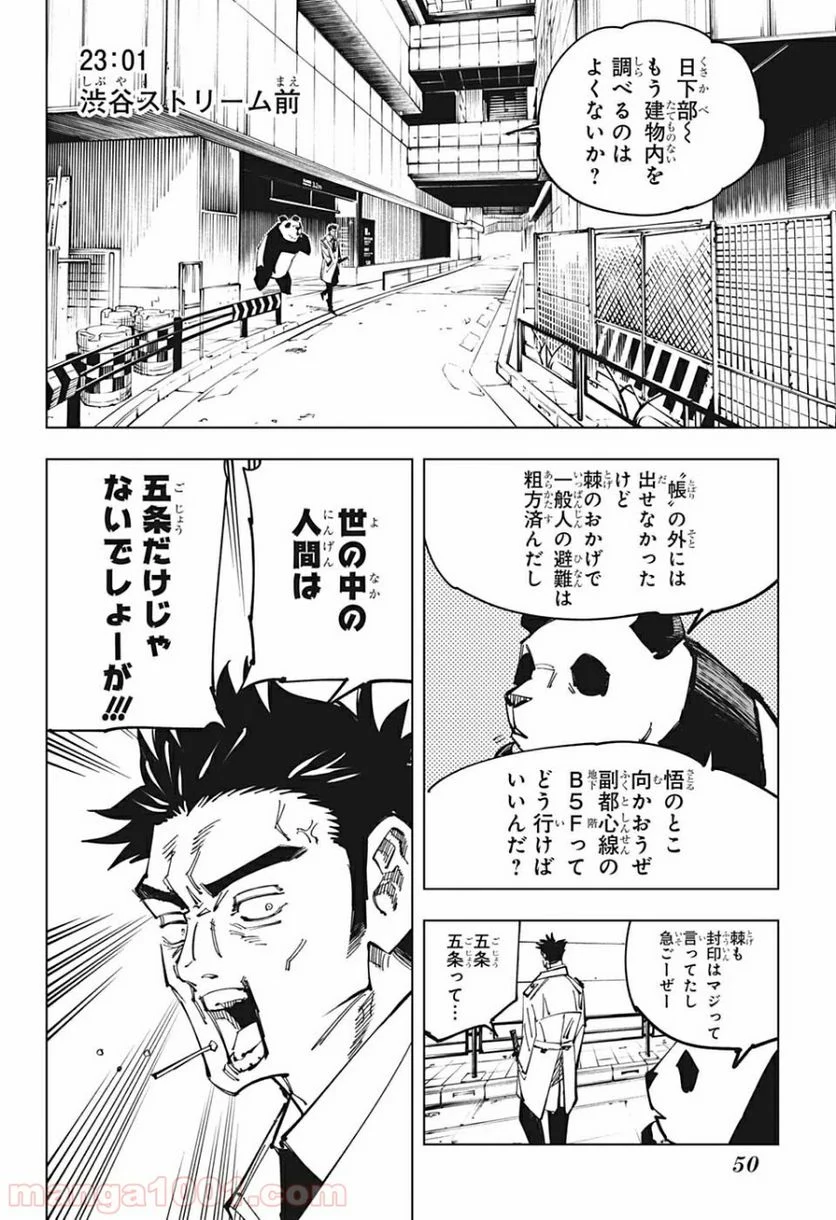 23:01
渋谷ストリーム前
日下部〜
もう建物内を
調べるのは
よくないか？
〝帳〟の外には
出せなかった
けど
棘のおかげで
一般人の避難は
粗方済んだし
悟のとこ
向かおうぜ
副都心線の
B5Fって
どう行けば
いいんだ？
棘も
封印はマジって
言ってたし
急ごーぜー
五条
五条って…
世の中の
人間は
五条だけじゃ
ないでしょーが!!!
50
manga1001.com